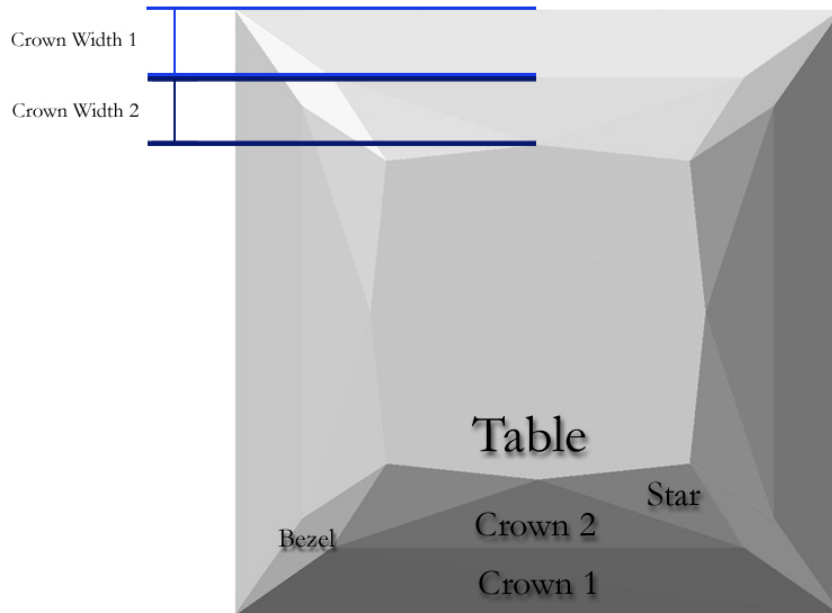 Crown Width 1
Crown Width 2
Table
Star
Crown 2
Bezel
Crown 1